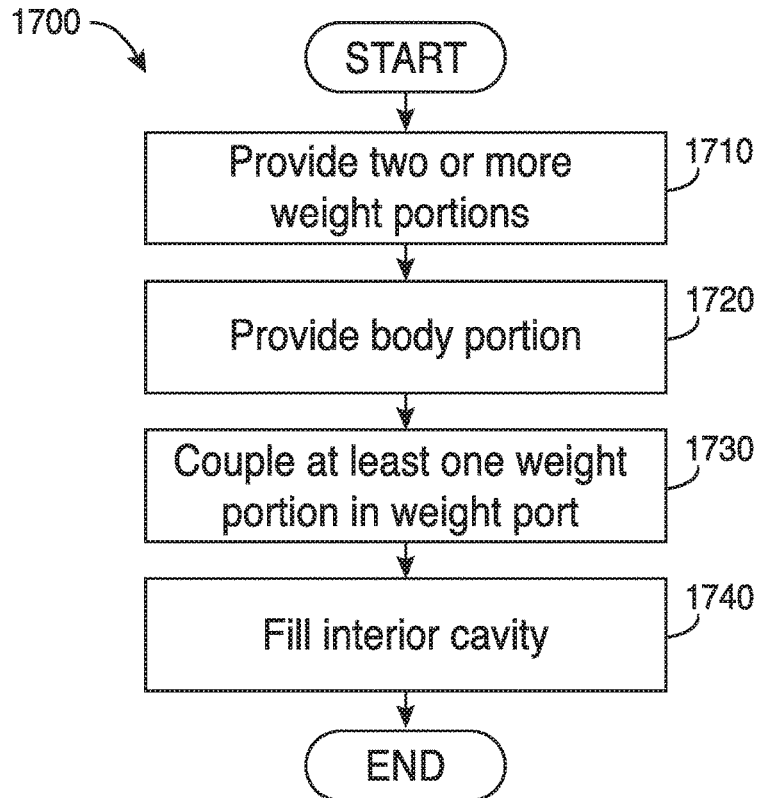 1700
START
Provide two or more
weight portions
1710
Provide body portion
1720
Couple at least one weight
portion in weight port
1730
Fill interior cavity
1740
END